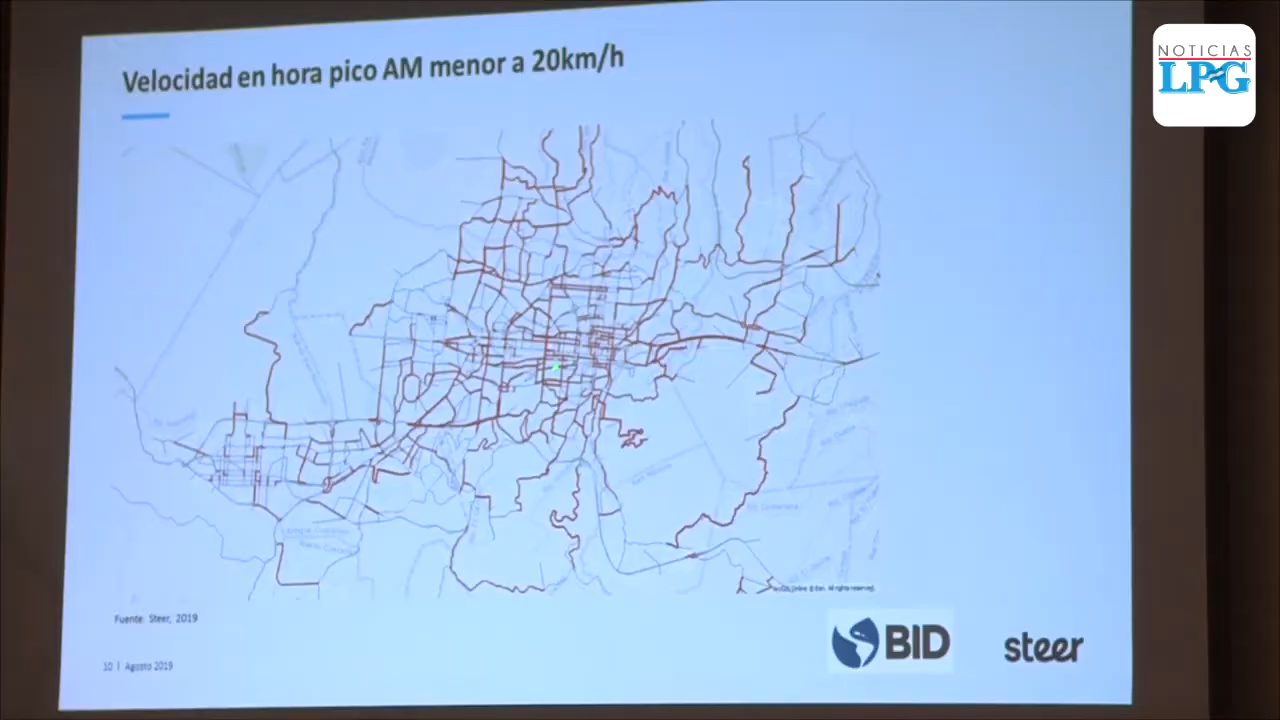 Velocidad en hora pico AM menor a 20km/h
NOTICIAS
LPG
Fuente: Steer, 2019
10 | Agosto 2019
BID
steer